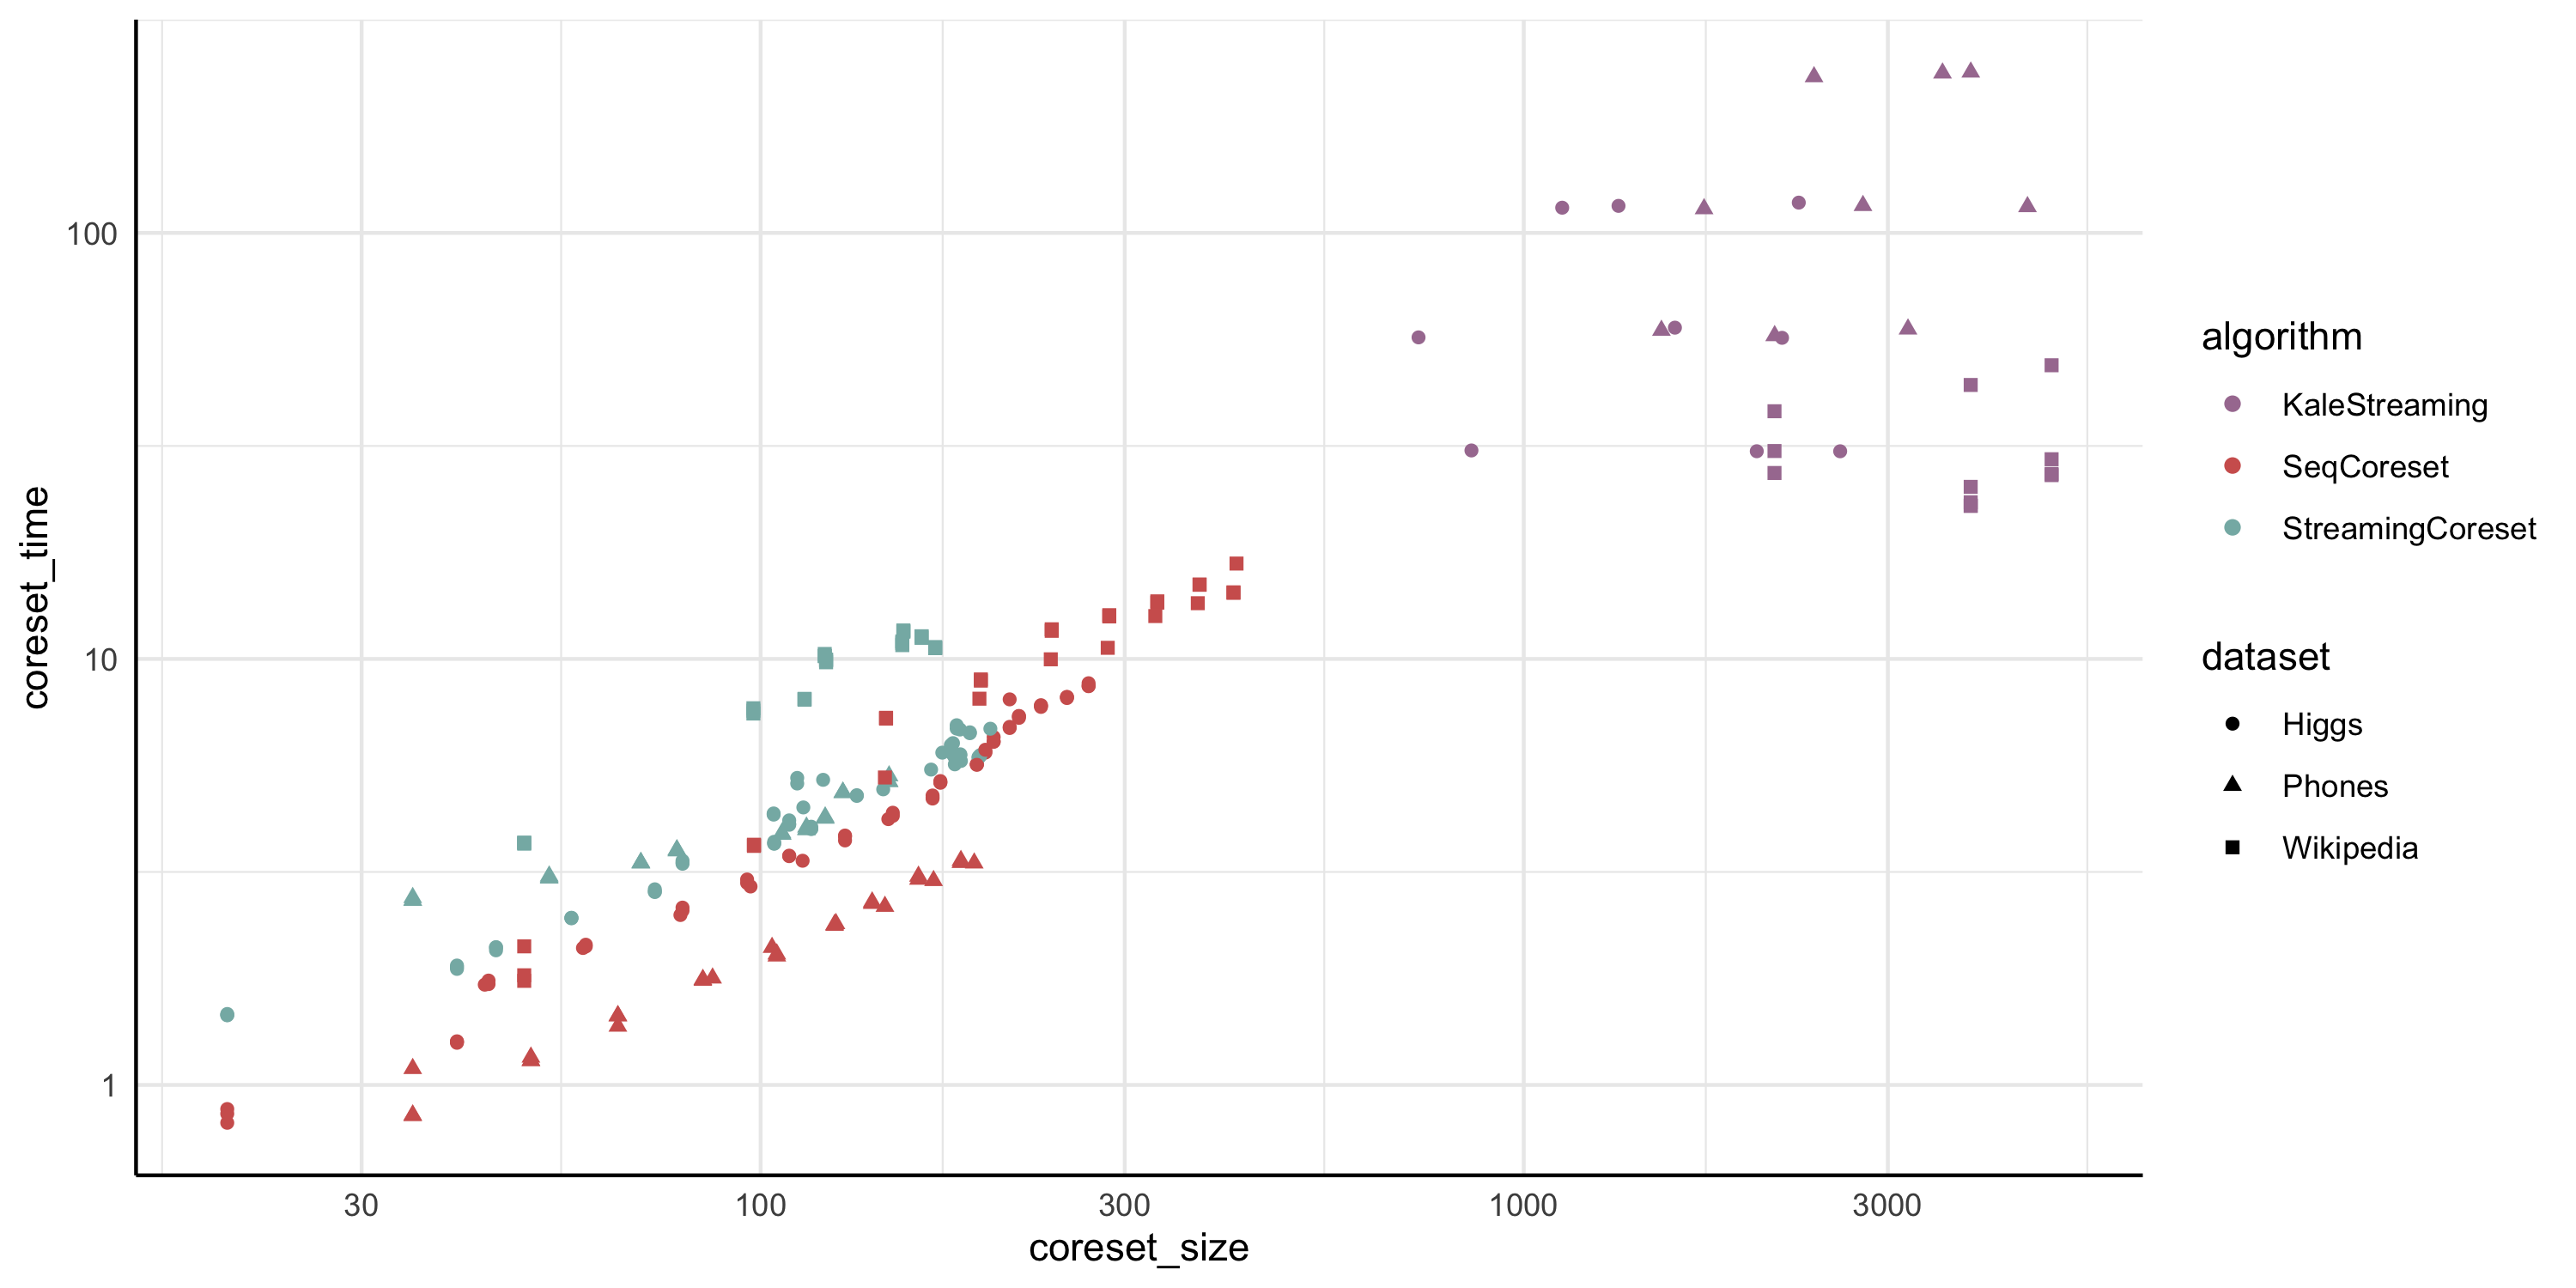 100
10
1
coreset_time
30
100
300
1000
3000
coreset_size
algorithm
KaleStreaming
SeqCoreset
StreamingCoreset
dataset
Higgs
Phones
Wikipedia